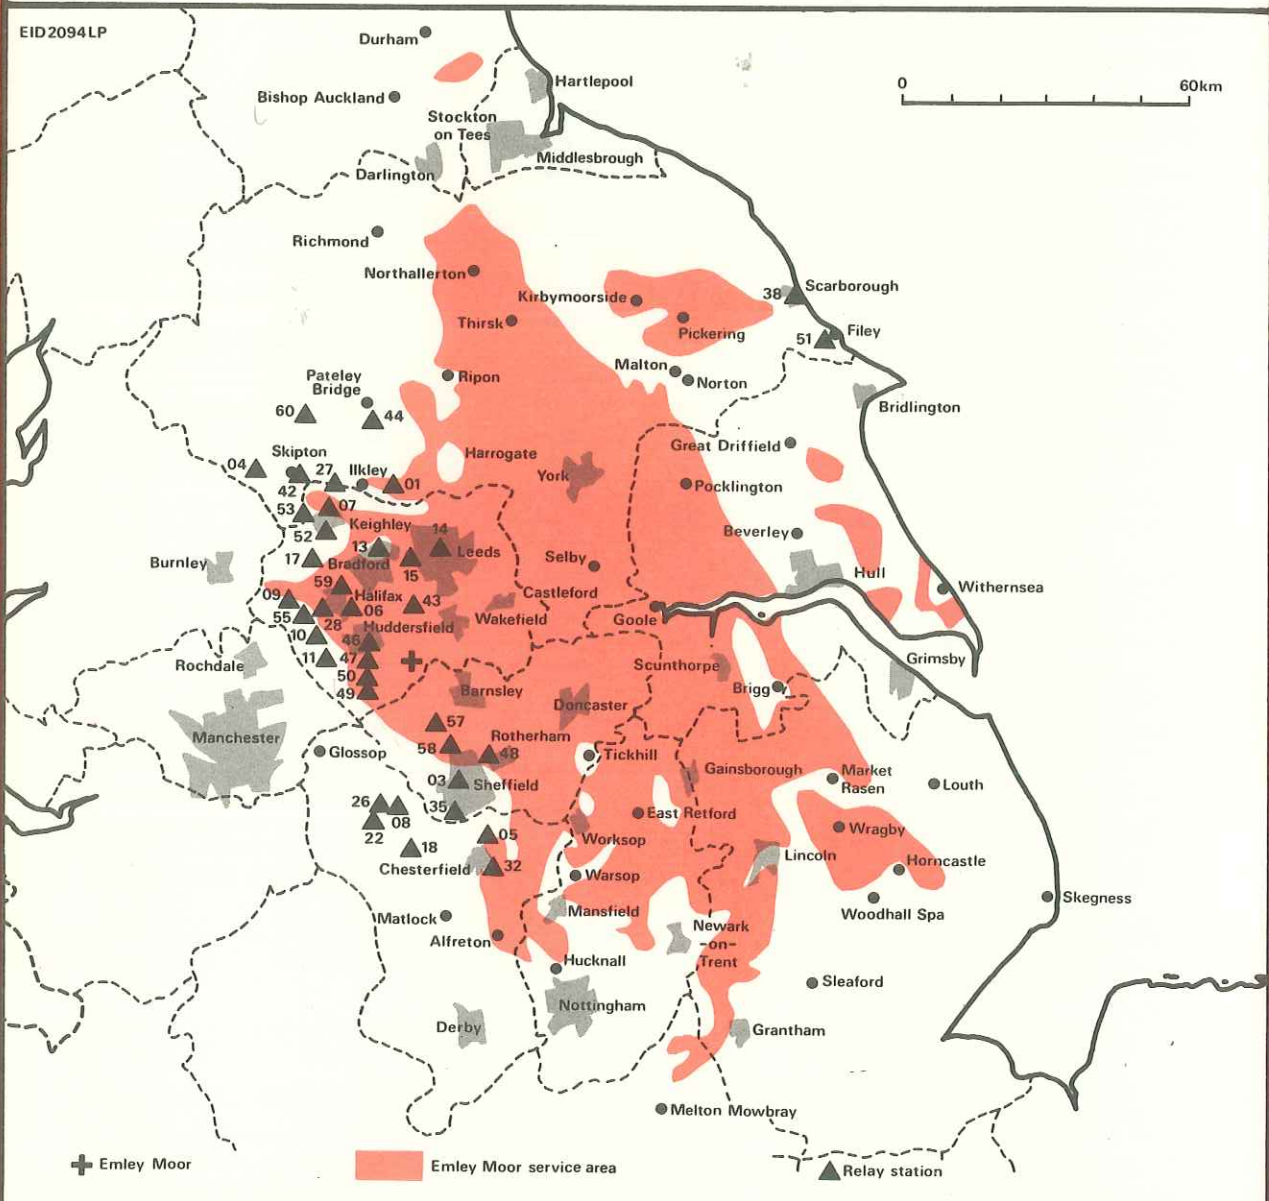 EID2094LP
Durham
Hartlepool
0 60km
Bishop Auckland
Stockton
on Tees
Middlesbrough
Darlington
Richmond
Northallerton
Kirbymoorside
38
Scarborough
Thirsk
Pickering
51
Filey
Malton
Norton
Pateley
Bridge
Ripon
Bridlington
60
44
Great Driffield
Skipton
Harrogate
04
27
Ilkley
York
42
01
Pocklington
53
07
52
Keighley
14
Beverley
13
17
Bradford
Leeds
Selby
Burnley
15
Hull
59
Withernsea
09
Halifax
Castleford
06
43
55
28
Wakefield
Goole
Huddersfield
10
46
11
47
Rochdale
Scunthorpe
Grimsby
50
49
Barnsley
Brigg
Doncaster
57
Manchester
Rotherham
58
48
Glossop
Tickhill
Gainsborough
Market
Rasen
03
Sheffield
Louth
26
35
08
East Retford
22
Wragby
05
Worksop
18
Lincoln
Chesterfield
32
Horncastle
Warsop
Skegness
Matlock
Mansfield
Woodhall Spa
Alfreton
Newark
-on-
Trent
Hucknall
Sleaford
Nottingham
Derby
Grantham
Melton Mowbray
Emley Moor
Emley Moor service area
Relay station